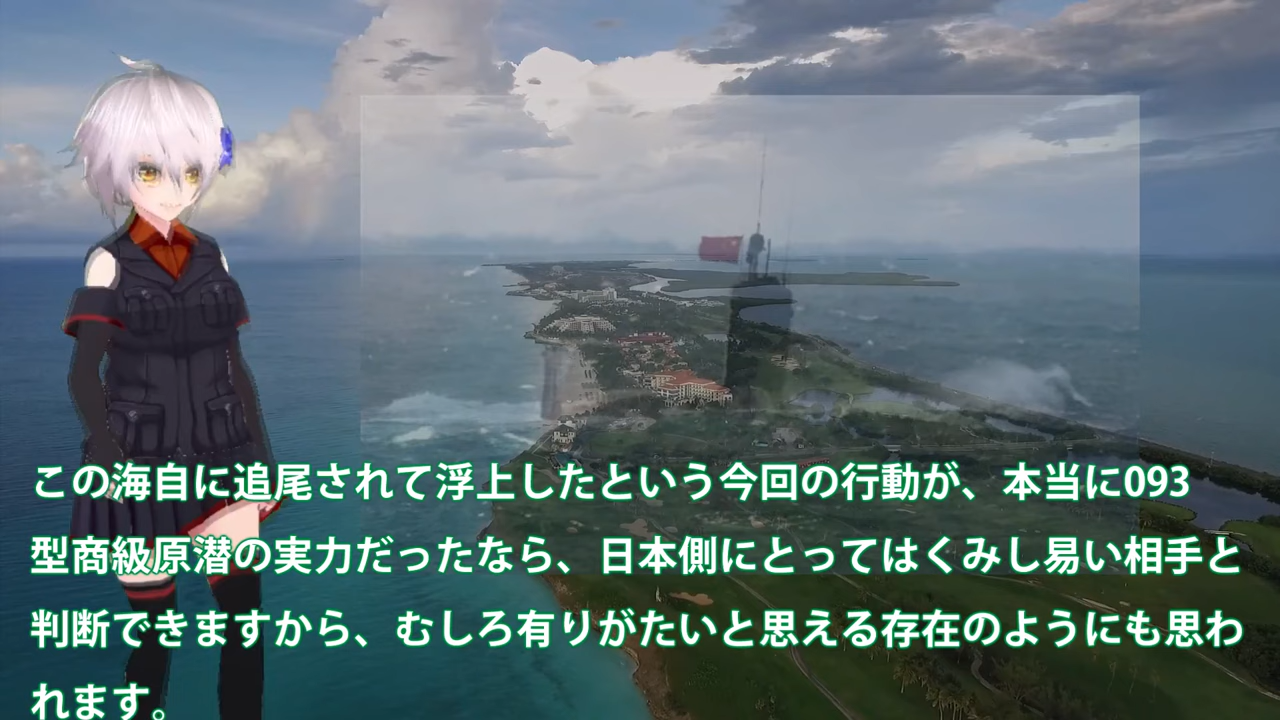 この海自に追尾されて浮上したという今回の行動が、本当に093
型商級原潜の実力だったなら、日本側にとってはくみし易い相手と
判断できますから、むしろ有りがたいと思える存在のようにも思わ
れます。